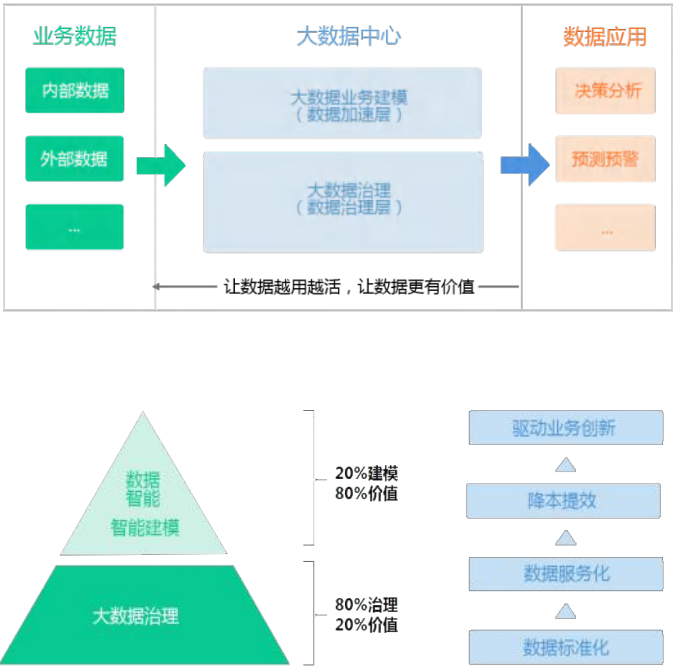 业务数据
内部数据
外部数据
...
大数据中心
大数据业务建模
（数据加速层）
大数据治理
（数据治理层）
数据应用
决策分析
预测预警
...
让数据越用越活，让数据更有价值
数据
智能
智能建模
大数据治理
20%建模
80%价值
80%治理
20%价值
驱动业务创新
降本提效
数据服务化
数据标准化